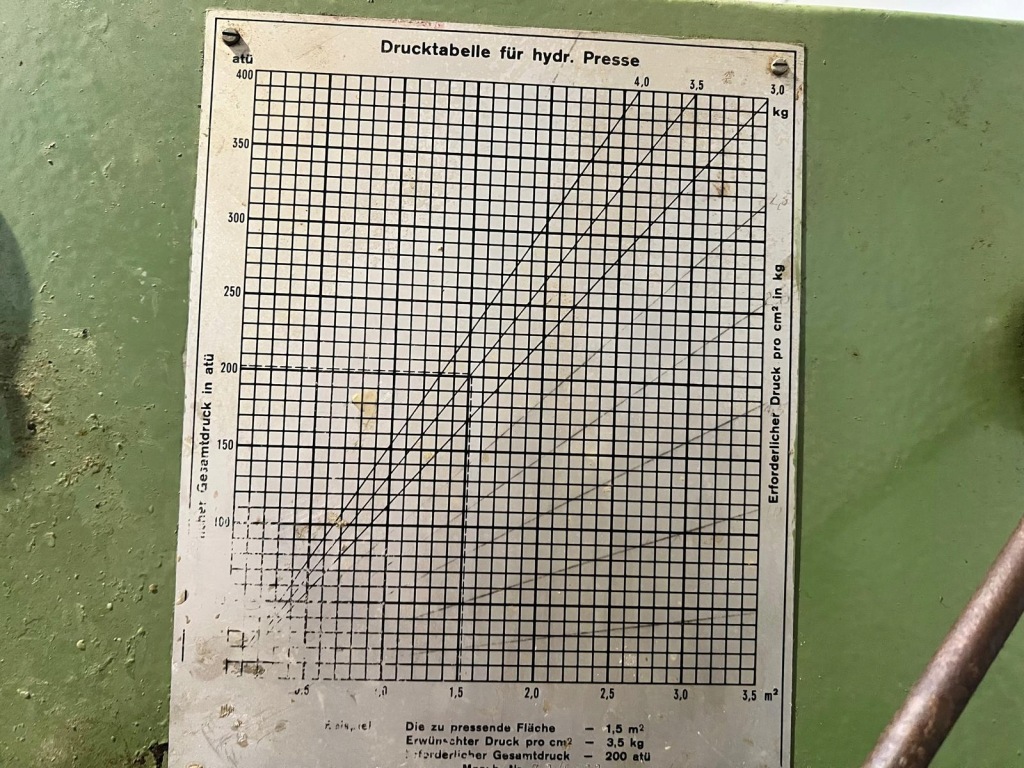 Drucktabelle für hydr. Presse
atü
4,0 3,5 3,0
kg
400
350
300
250
200
150
100
Gesamtdruck in atü
Erforderlicher Druck pro cm² in kg
0,5 1,0 1,5 2,0 2,5 3,0 3,5 m²
Die zu pressende Fläche – 1,5 m²
Erwünschter Druck pro cm² – 3,5 kg
Erforderlicher Gesamtdruck – 200 atü